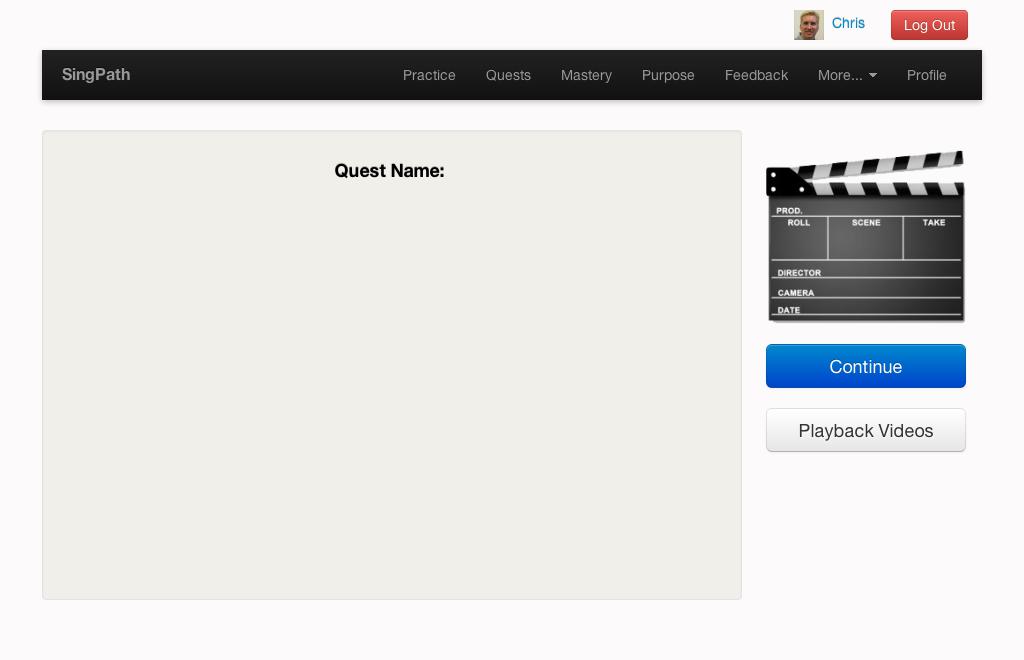 Chris
Log Out
SingPath
Practice
Quests
Mastery
Purpose
Feedback
More...
Profile
Quest Name:
PROD.
ROLL
SCENE
TAKE
DIRECTOR
CAMERA
DATE
Continue
Playback Videos